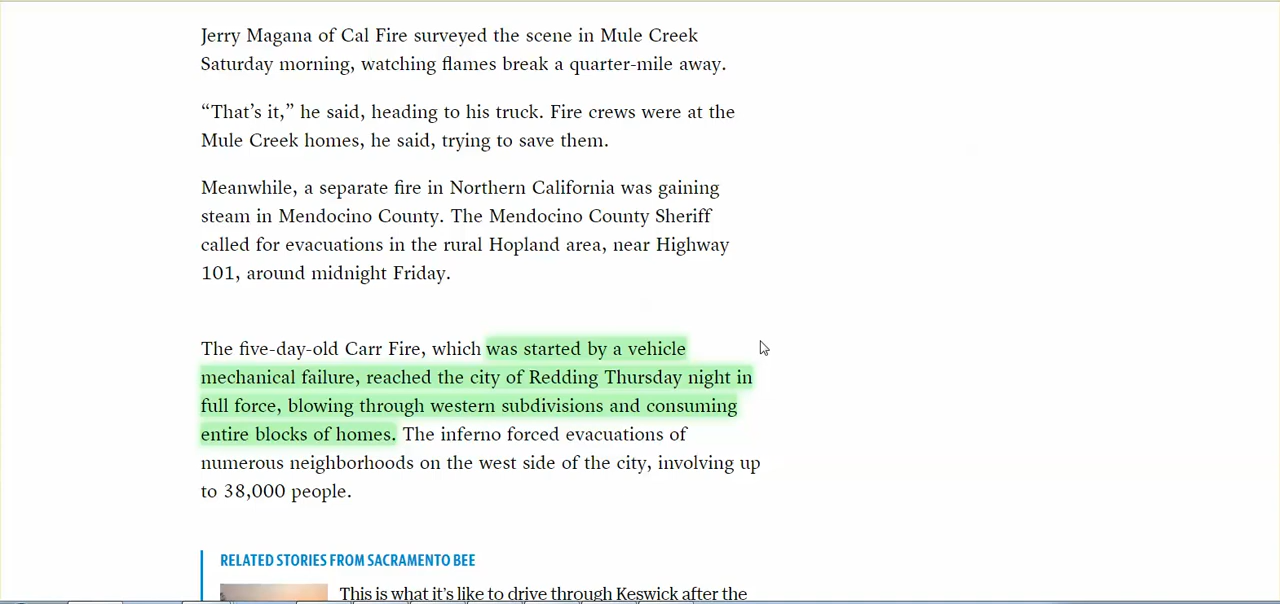 Jerry Magana of Cal Fire surveyed the scene in Mule Creek
Saturday morning, watching flames break a quarter-mile away.
“That’s it,” he said, heading to his truck. Fire crews were at the
Mule Creek homes, he said, trying to save them.
Meanwhile, a separate fire in Northern California was gaining
steam in Mendocino County. The Mendocino County Sheriff
called for evacuations in the rural Hopland area, near Highway
101, around midnight Friday.
The five-day-old Carr Fire, which was started by a vehicle
mechanical failure, reached the city of Redding Thursday night in
full force, blowing through western subdivisions and consuming
entire blocks of homes. The inferno forced evacuations of
numerous neighborhoods on the west side of the city, involving up
to 38,000 people.
RELATED STORIES FROM SACRAMENTO BEE
This is what it’s like to drive through Keswick after the